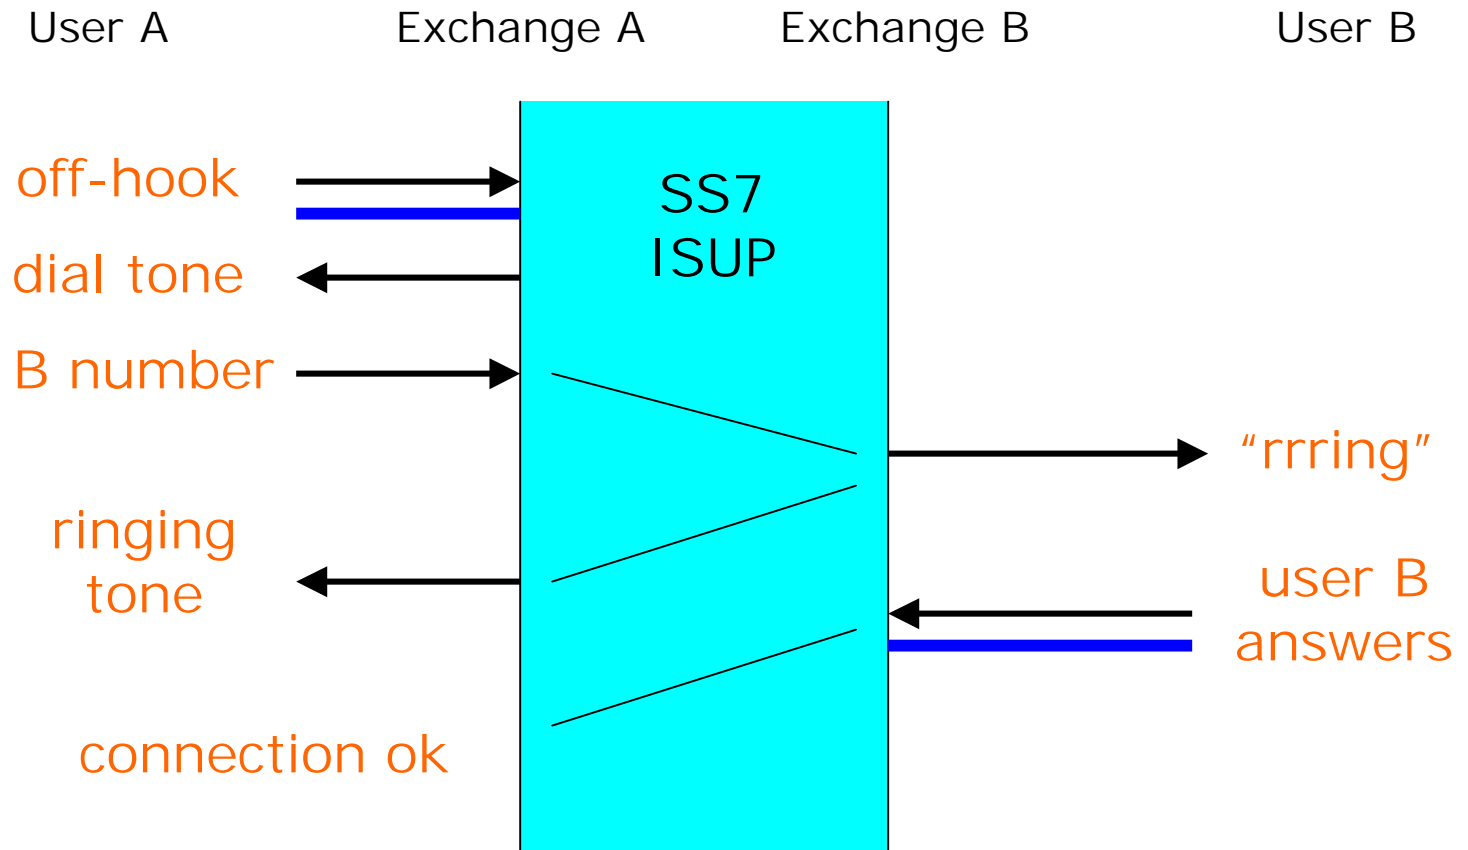 User A
Exchange A
Exchange B
User B
off-hook
SS7
ISUP
dial tone
B number
“rrring”
ringing
tone
user B
answers
connection ok